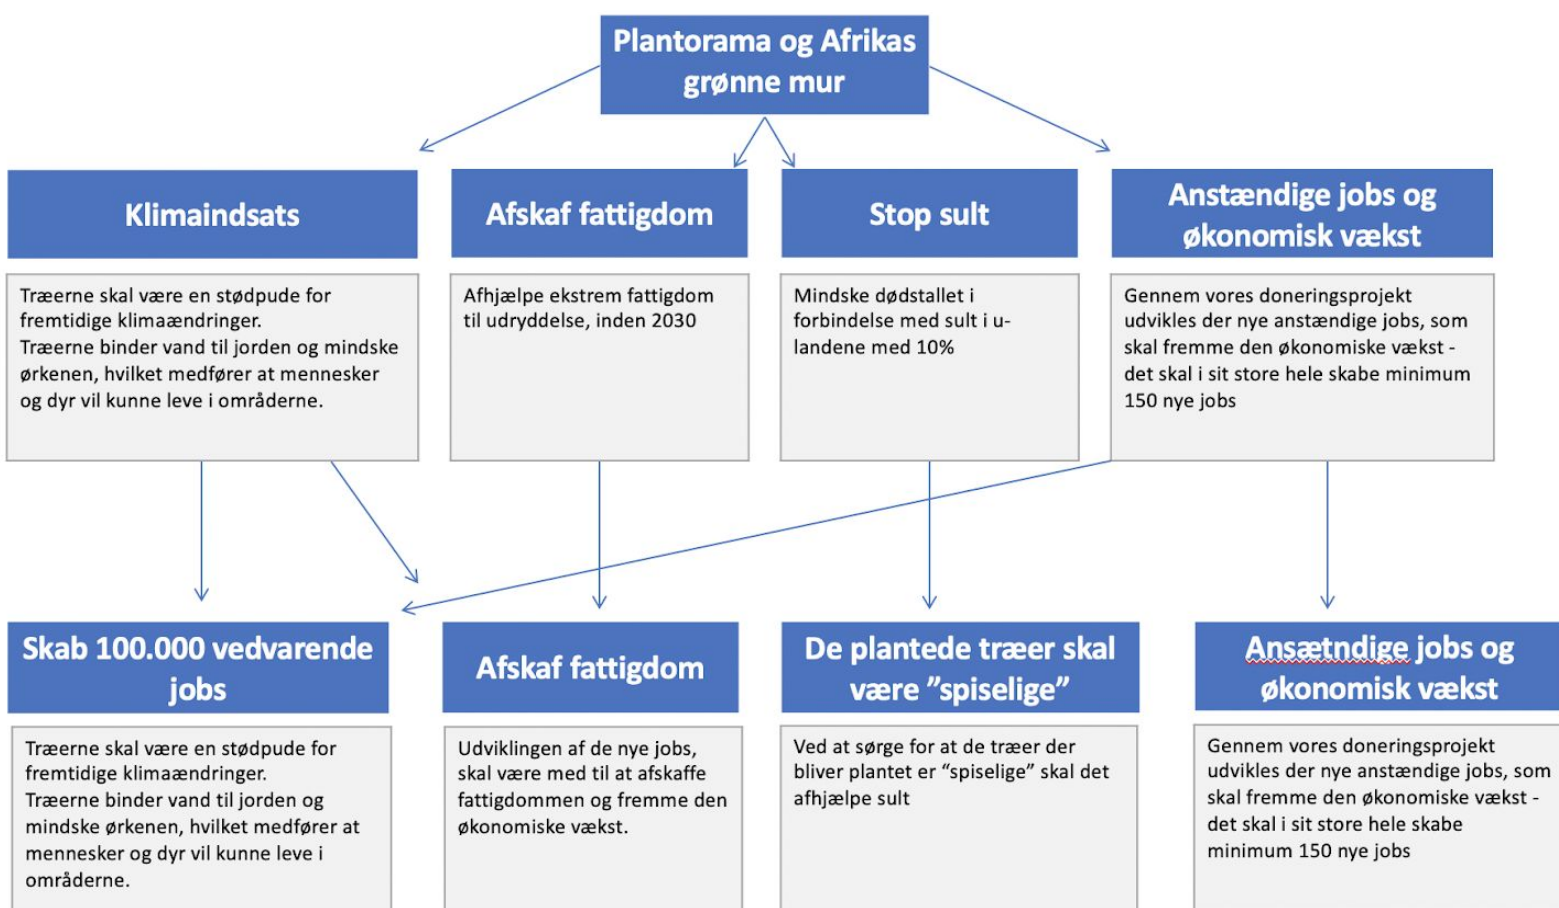 Plantorama og Afrikas
grønne mur
Klimaindsats
Træerne skal være en stødpude for
fremtidige klimaændringer.
Træerne binder vand til jorden og mindske
ørkenen, hvilket medfører at mennesker
og dyr vil kunne leve i områderne.
Afskaf fattigdom
Afhjælpe ekstrem fattigdom
til udryddelse, inden 2030
Stop sult
Mindske dødstallet i
forbindelse med sult i u-
landene med 10%
Anstændige jobs og
økonomisk vækst
Gennem vores doneringsprojekt
udvikles der nye anstændige jobs, som
skal fremme den økonomiske vækst -
det skal i sit store hele skabe minimum
150 nye jobs
Skab 100.000 vedvarende
jobs
Træerne skal være en stødpude for
fremtidige klimaændringer.
Træerne binder vand til jorden og
mindske ørkenen, hvilket medfører at
mennesker og dyr vil kunne leve i
områderne.
Afskaf fattigdom
Udviklingen af de nye jobs,
skal være med til at afskaffe
fattigdommen og fremme den
økonomiske vækst.
De plantede træer skal
være ”spiselige”
Ved at sørge for at de træer der
bliver plantet er “spiselige” skal det
afhjælpe sult
Ansætndige jobs og
økonomisk vækst
Gennem vores doneringsprojekt
udvikles der nye anstændige jobs, som
skal fremme den økonomiske vækst -
det skal i sit store hele skabe
minimum 150 nye jobs